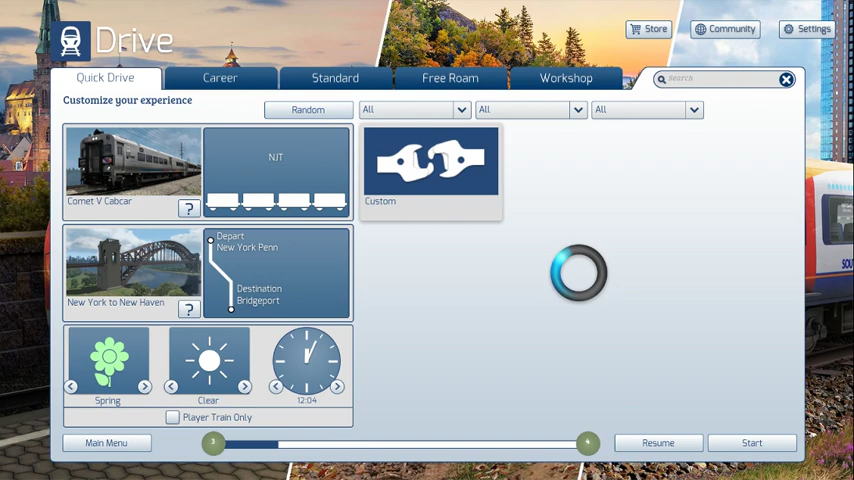 Drive
Store
Community
Settings
Quick Drive
Career
Standard
Free Roam
Workshop
Search
Customize your experience
Random
All
All
All
Comet V Cabcar
?
NJT
Custom
New York to New Haven
?
Depart
New York Penn
Destination
Bridgeport
Spring
Clear
12:04
Player Train Only
Main Menu
3
4
Resume
Start
SOU